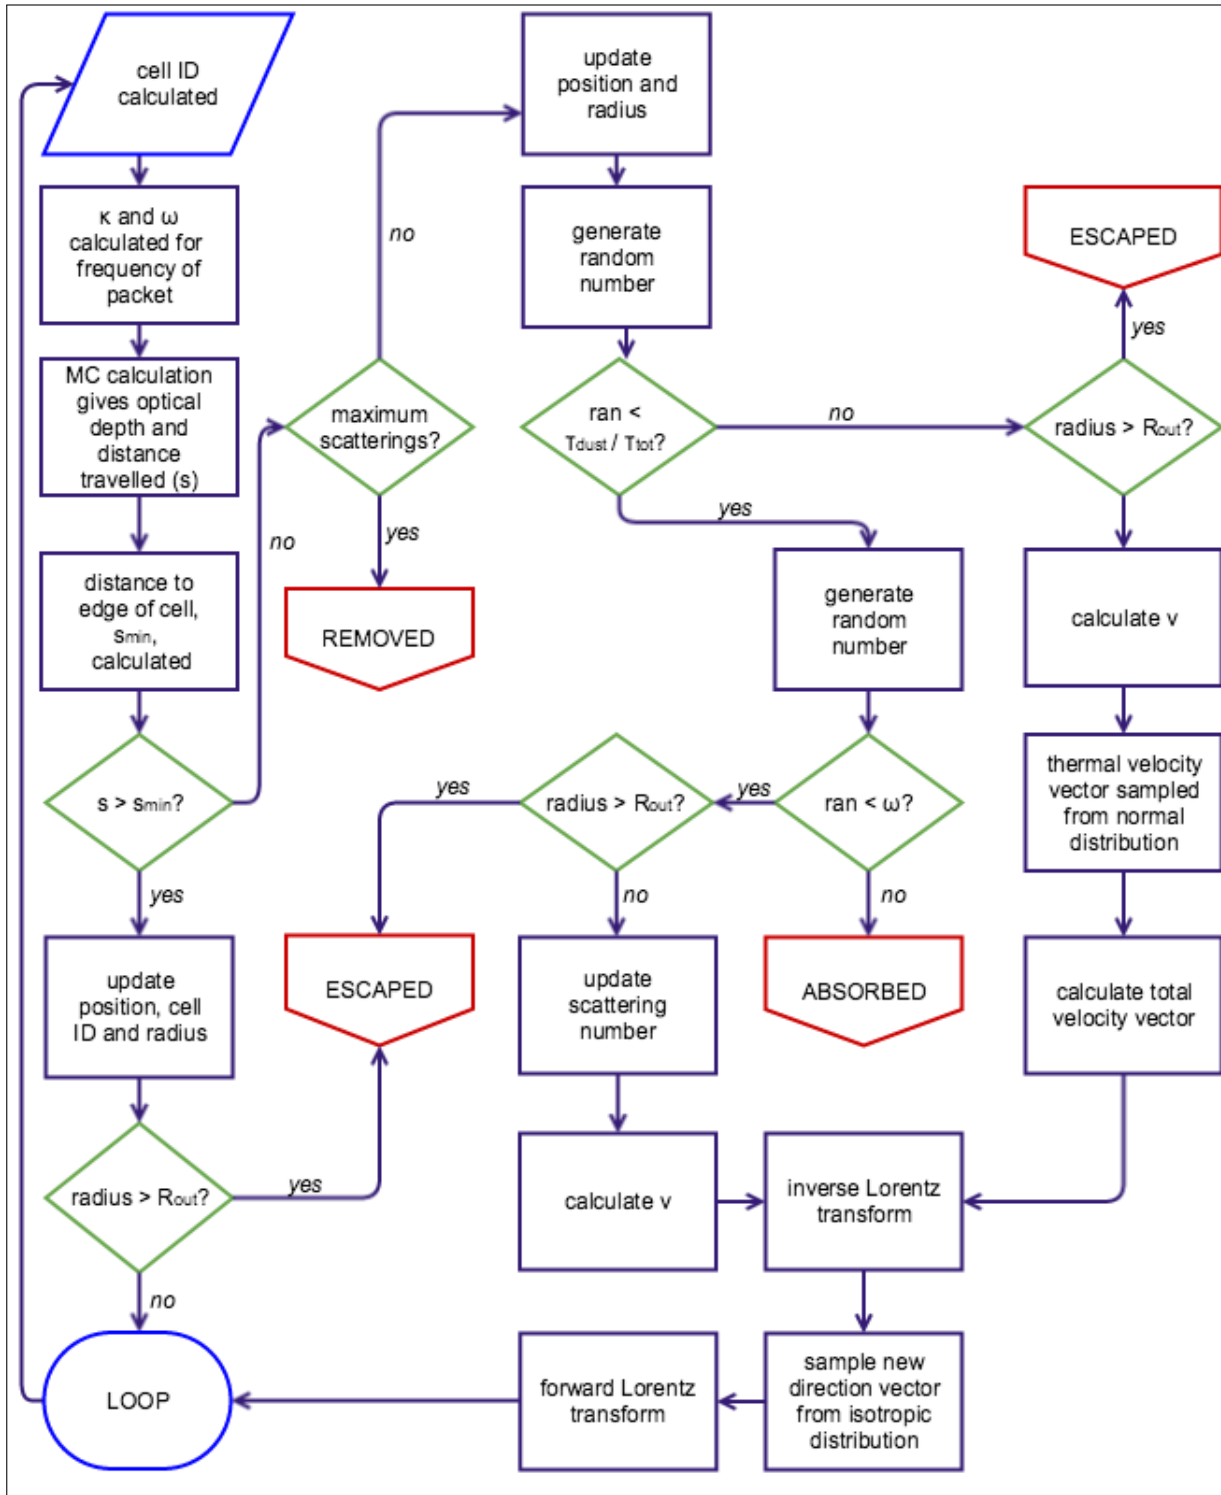 cell ID
calculated
κ and ω
calculated for
frequency of
packet
MC calculation
gives optical
depth and
distance
travelled (s)
distance to
edge of cell,
smin,
calculated
s > smin?
no
yes
update
position, cell
ID and radius
radius > Rout?
yes
no
LOOP
maximum
scatterings?
no
yes
REMOVED
update
position and
radius
generate
random
number
ran <
τdust / τtot?
no
yes
generate
random
number
ran < ω?
yes
no
ABSORBED
radius > Rout?
yes
no
ESCAPED
update
scattering
number
calculate v
inverse Lorentz
transform
sample new
direction vector
from isotropic
distribution
forward Lorentz
transform
ESCAPED
yes
radius > Rout?
calculate v
thermal velocity
vector sampled
from normal
distribution
calculate total
velocity vector